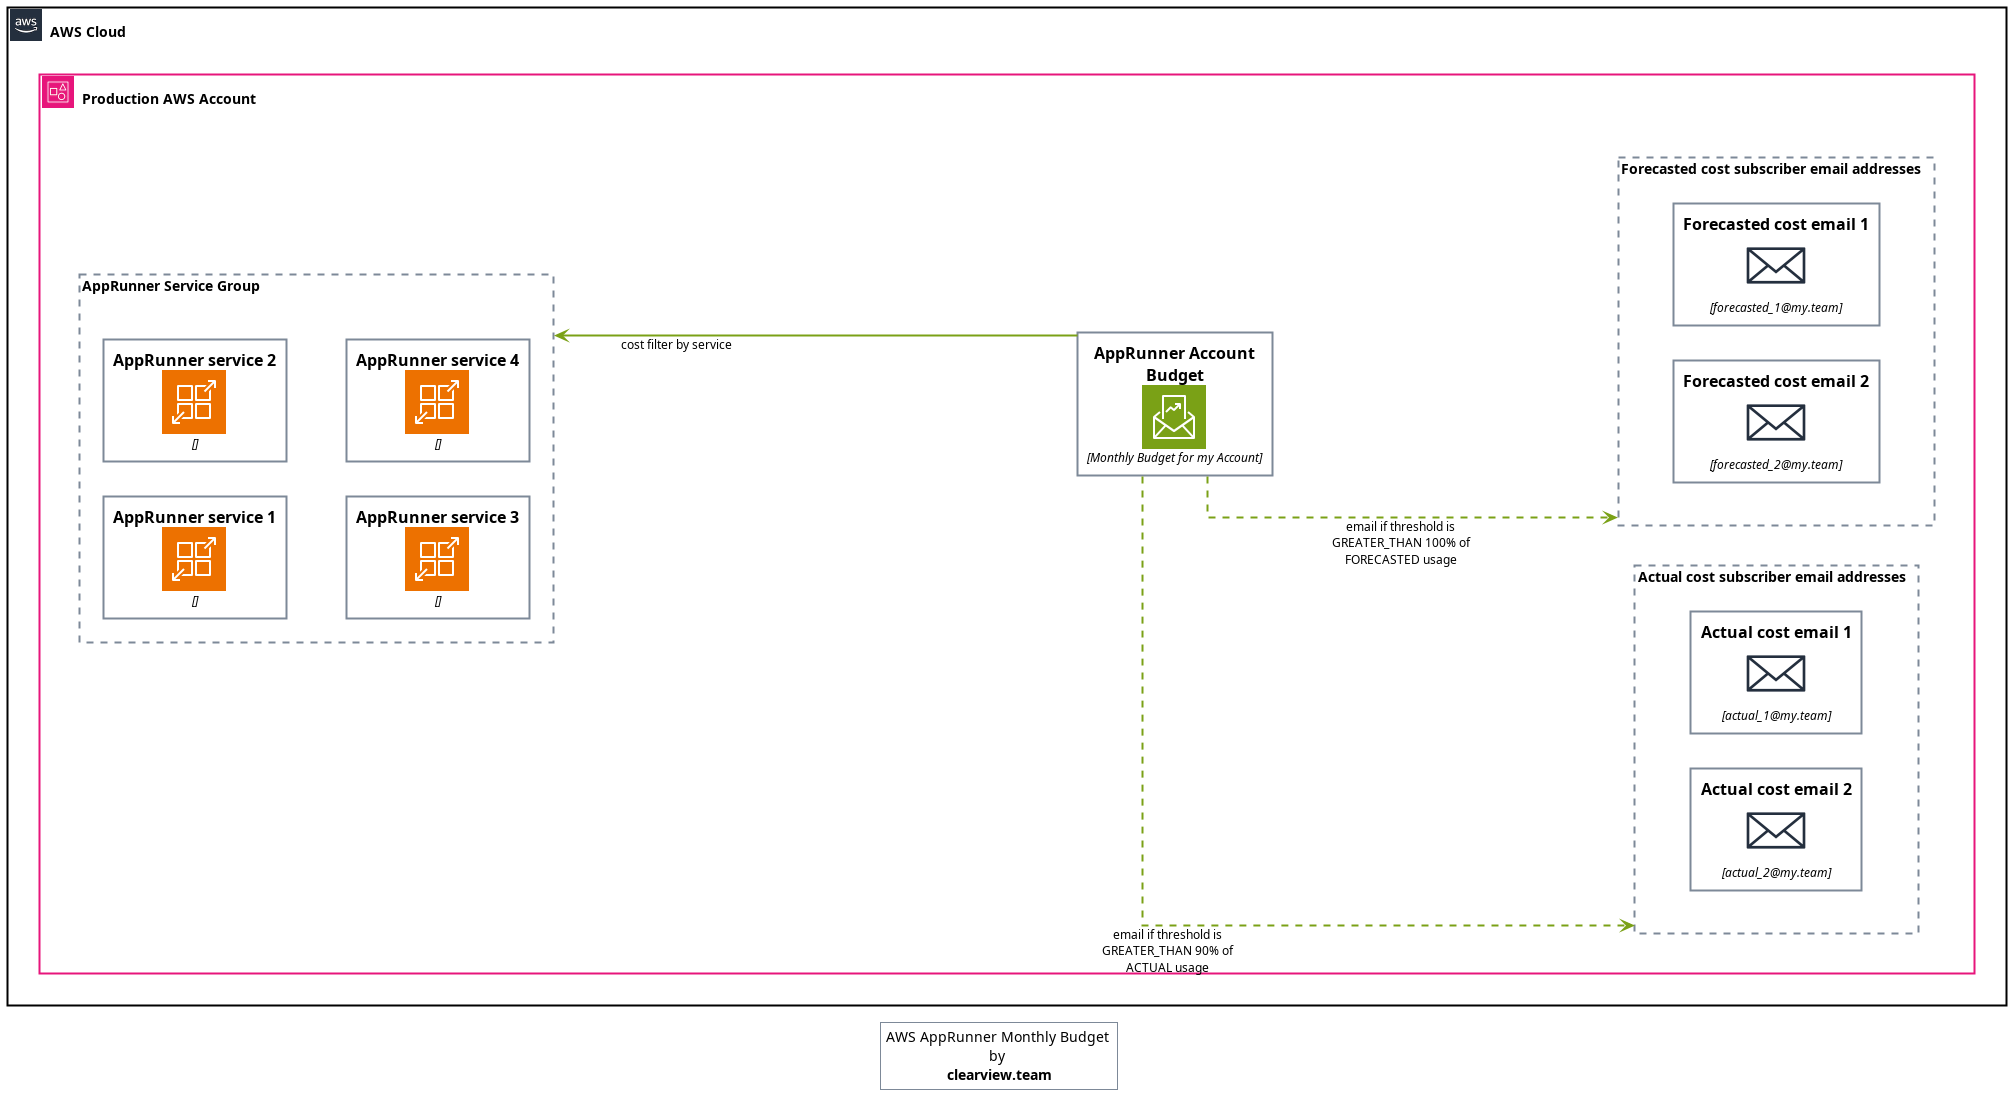 aws
AWS Cloud
Production AWS Account
Forecasted cost subscriber email addresses
Forecasted cost email 1
[forecasted_1@my.team]
Forecasted cost email 2
[forecasted_2@my.team]
AppRunner Service Group
AppRunner service 2
[]
AppRunner service 4
[]
AppRunner service 1
[]
AppRunner service 3
[]
cost filter by service
AppRunner Account
Budget
[Monthly Budget for my Account]
email if threshold is
GREATER_THAN 100% of
FORECASTED usage
Actual cost subscriber email addresses
Actual cost email 1
[actual_1@my.team]
Actual cost email 2
[actual_2@my.team]
email if threshold is
GREATER_THAN 90% of
ACTUAL usage
AWS AppRunner Monthly Budget
by
clearview.team